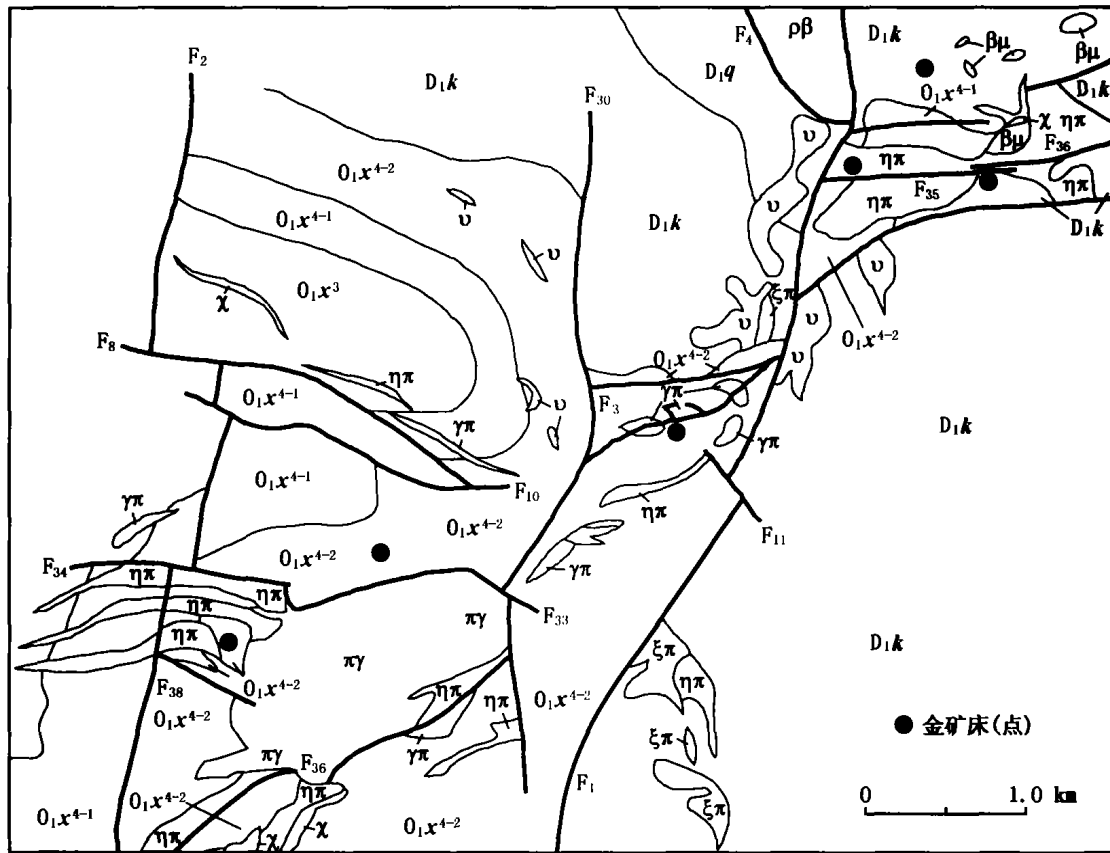 F₄
ρβ
D₁k
βμ
βμ
F₂
D₁k
D₁q
F₃₀
O₁x⁴⁻¹
D₁k
χ
ηπ
βμ
F₃₆
υ
ηπ
O₁x⁴⁻²
F₃₅
ηπ
υ
ηπ
O₁x⁴⁻¹
υ
D₁k
D₁k
υ
O₁x³
υ
ξπ
χ
υ
O₁x⁴⁻²
F₈
υ
O₁x⁴⁻²
ηπ
γπ
O₁x⁴⁻¹
F₃
υ
D₁k
γπ
γπ
O₁x⁴⁻¹
F₁₀
ηπ
γπ
O₁x⁴⁻²
F₁₁
O₁x⁴⁻²
F₃₄
ηπ
γπ
ηπ
ηπ
F₃₃
πγ
ηπ
D₁k
πγ
ξπ
O₁x⁴⁻²
F₃₈
ηπ
ηπ
ηπ
O₁x⁴⁻²
O₁x⁴⁻²
金矿床(点)
ξπ
πγ
F₃₆
γπ
F₁
O₁x⁴⁻²
ηπ
0 1.0 km
O₁x⁴⁻¹
ξπ
ηπ
χ
χ
O₁x⁴⁻²